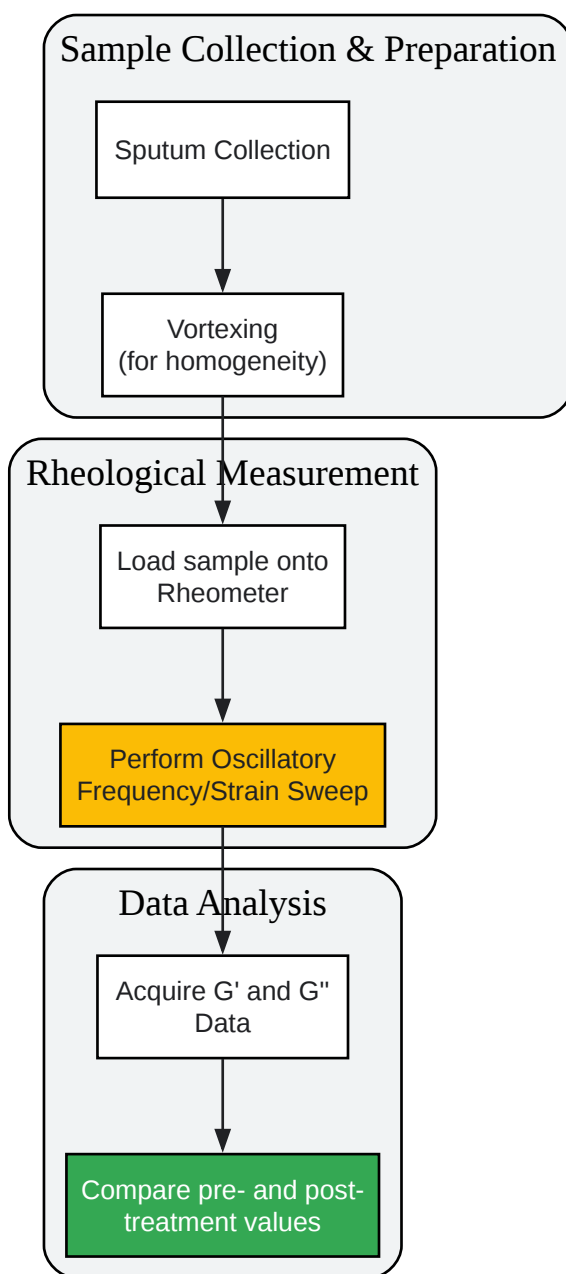 Sample Collection & Preparation
Sputum Collection
Vortexing
(for homogeneity)
Rheological Measurement
Load sample onto
Rheometer
Perform Oscillatory
Frequency/Strain Sweep
Data Analysis
Acquire G' and G"
Data
Compare pre- and post-
treatment values